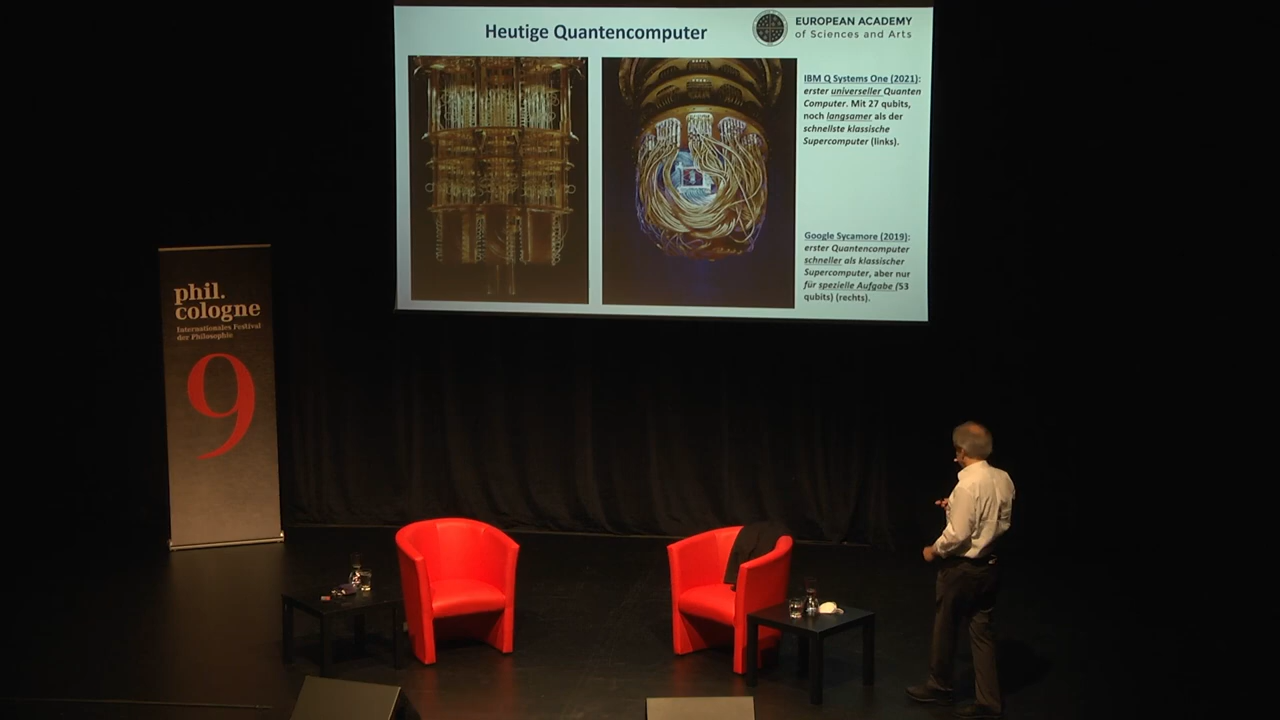 Heutige Quantencomputer
EUROPEAN ACADEMY
of Sciences and Arts
IBM Q Systems One (2021):
erster universeller Quanten
Computer. Mit 27 qubits,
noch langsamer als der
schnellste klassische
Supercomputer (links).
Google Sycamore (2019):
erster Quantencomputer
schneller als klassischer
Supercomputer, aber nur
für spezielle Aufgabe (53
qubits) (rechts).
phil.
cologne
Internationales Festival
der Philosophie
9